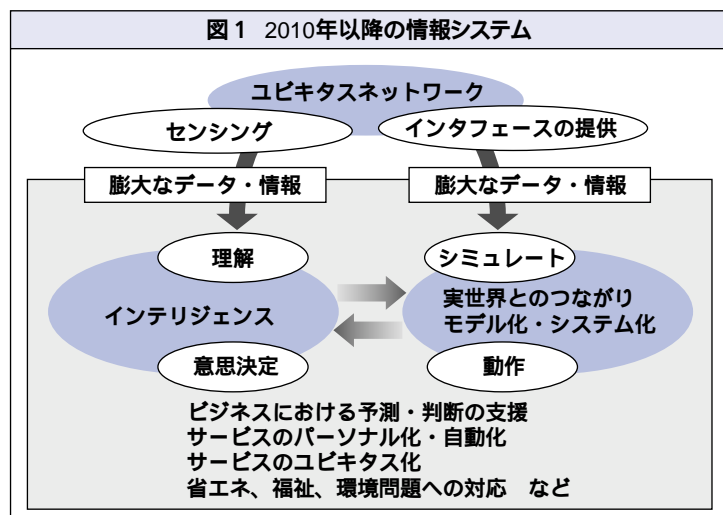 図1 2010年以降の情報システム
ユビキタスネットワーク
センシング
インタフェースの提供
膨大なデータ・情報
膨大なデータ・情報
理解
シミュレート
インテリジェンス
実世界とのつながり
モデル化・システム化
意思決定
動作
ビジネスにおける予測・判断の支援
サービスのパーソナル化・自動化
サービスのユビキタス化
省エネ、福祉、環境問題への対応 など